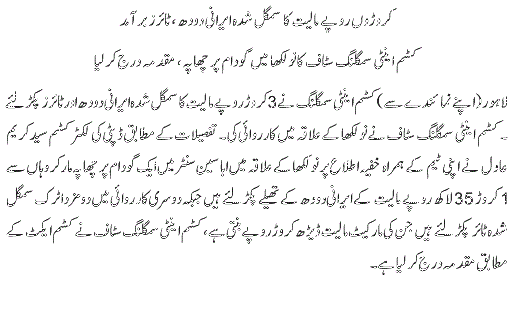 کروڑوں روپے مالیت کا سمگل شدہ ایرانی دودھ، ٹائرز برآمد
کسٹم اینٹی سمگلنگ سٹاف کا نولکھا میں گودام پر چھاپہ، مقدمہ درج کر لیا
لاہور (اپنے نمائندے سے) کسٹم اینٹی سمگلنگ نے 3 کروڑ روپے مالیت کا سمگل شدہ ایرانی دودھ اور ٹائرز پکڑ لئے
۔ کسٹم اینٹی سمگلنگ سٹاف نے نولکھا کے علاقہ میں کارروائی کی۔ تفصیلات کے مطابق ڈپٹی کلکٹر کسٹم سید کریم
عادل نے اپنی ٹیم کے ہمراہ خفیہ اطلاع پر نولکھا کے علاقہ میں اباسین سنٹر میں ایک گودام پر چھاپہ مار کر وہاں سے
1 کروڑ 35 لاکھ روپے مالیت کے ایرانی دودھ کے تھیلے پکڑ لئے ہیں جبکہ دوسری کارروائی میں دو عدد ٹرک سمگل
شدہ ٹائر پکڑ لئے ہیں جن کی مارکیٹ مالیت ڈیڑھ کروڑ روپے بنتی ہے، کسٹم اینٹی سمگلنگ سٹاف نے کسٹم ایکٹ کے
مطابق مقدمہ درج کر لیا ہے۔